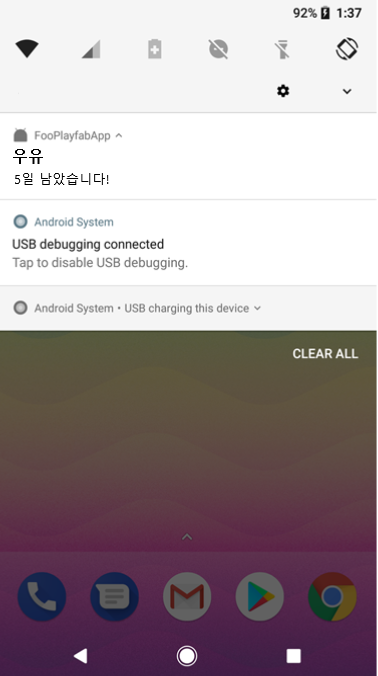 92% 1:37
FooPlayfabApp
우유
5일 남았습니다!
Android System
USB debugging connected
Tap to disable USB debugging.
Android System • USB charging this device
CLEAR ALL